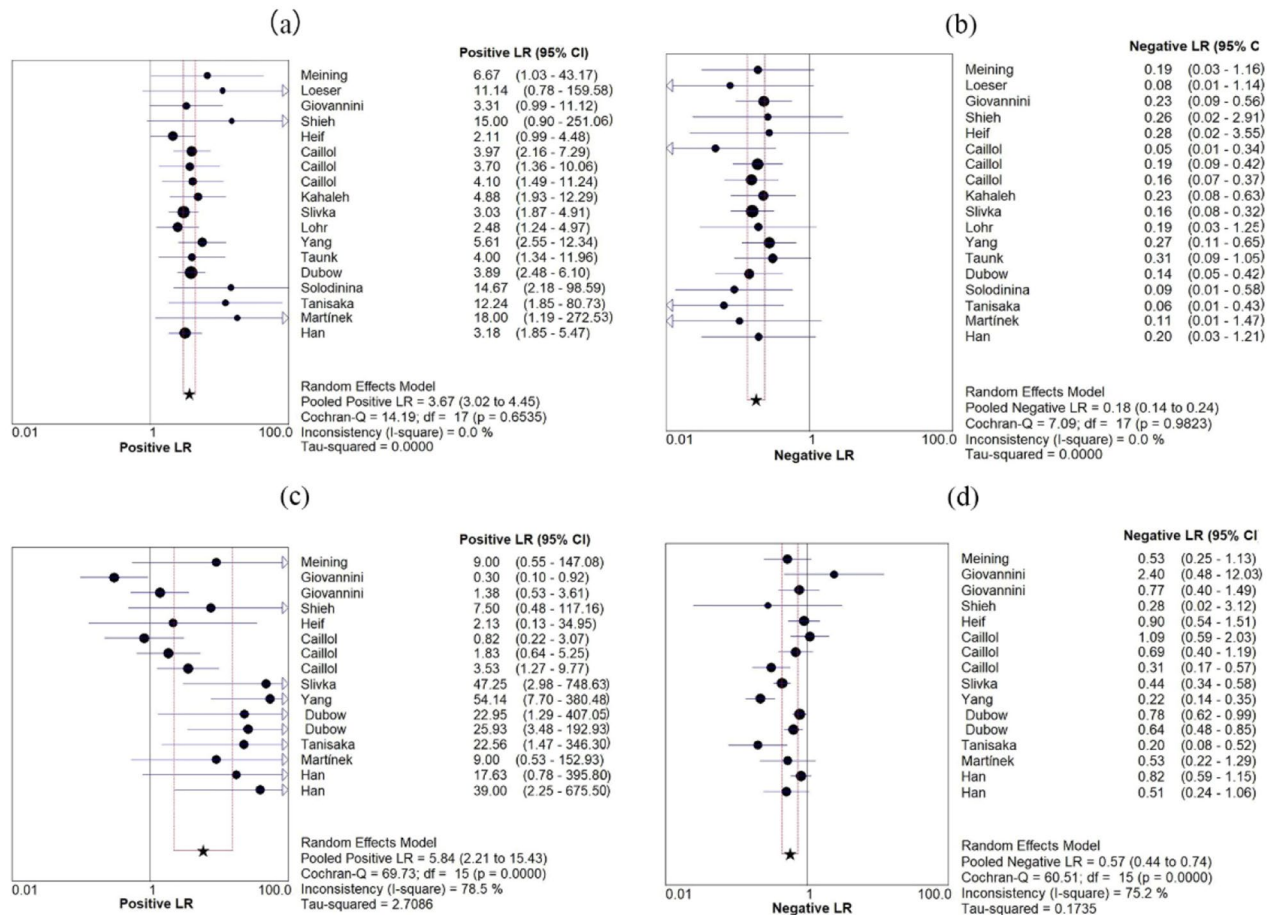 (a)
Positive LR (95% CI)
Meining 6.67 (1.03 - 43.17)
Loeser 11.14 (0.78 - 159.58)
Giovannini 3.31 (0.99 - 11.12)
Shieh 15.00 (0.90 - 251.06)
Heif 2.11 (0.99 - 4.48)
Caillol 3.97 (2.16 - 7.29)
Caillol 3.70 (1.36 - 10.06)
Caillol 4.10 (1.49 - 11.24)
Kahaleh 4.88 (1.93 - 12.29)
Slivka 3.03 (1.87 - 4.91)
Lohr 2.48 (1.24 - 4.97)
Yang 5.61 (2.55 - 12.34)
Taunk 4.00 (1.34 - 11.96)
Dubow 3.89 (2.48 - 6.10)
Solodinina 14.67 (2.18 - 98.59)
Tanisaka 12.24 (1.85 - 80.73)
Martínek 18.00 (1.19 - 272.53)
Han 3.18 (1.85 - 5.47)
Random Effects Model
Pooled Positive LR = 3.67 (3.02 to 4.45)
Cochran-Q = 14.19; df = 17 (p = 0.6535)
Inconsistency (I-square) = 0.0 %
Tau-squared = 0.0000
0.01 1 100.0
Positive LR
(b)
Negative LR (95% C
Meining 0.19 (0.03 - 1.16)
Loeser 0.08 (0.01 - 1.14)
Giovannini 0.23 (0.09 - 0.56)
Shieh 0.26 (0.02 - 2.91)
Heif 0.28 (0.02 - 3.55)
Caillol 0.05 (0.01 - 0.34)
Caillol 0.19 (0.09 - 0.42)
Caillol 0.16 (0.07 - 0.37)
Kahaleh 0.23 (0.08 - 0.63)
Slivka 0.16 (0.08 - 0.32)
Lohr 0.19 (0.03 - 1.25)
Yang 0.27 (0.11 - 0.65)
Taunk 0.31 (0.09 - 1.05)
Dubow 0.14 (0.05 - 0.42)
Solodinina 0.09 (0.01 - 0.58)
Tanisaka 0.06 (0.01 - 0.43)
Martínek 0.11 (0.01 - 1.47)
Han 0.20 (0.03 - 1.21)
Random Effects Model
Pooled Negative LR = 0.18 (0.14 to 0.24)
Cochran-Q = 7.09; df = 17 (p = 0.9823)
Inconsistency (I-square) = 0.0 %
Tau-squared = 0.0000
0.01 1 100.0
Negative LR
(c)
Positive LR (95% CI)
Meining 9.00 (0.55 - 147.08)
Giovannini 0.30 (0.10 - 0.92)
Giovannini 1.38 (0.53 - 3.61)
Shieh 7.50 (0.48 - 117.16)
Heif 2.13 (0.13 - 34.95)
Caillol 0.82 (0.22 - 3.07)
Caillol 1.83 (0.64 - 5.25)
Caillol 3.53 (1.27 - 9.77)
Slivka 47.25 (2.98 - 748.63)
Yang 54.14 (7.70 - 380.48)
Dubow 22.95 (1.29 - 407.05)
Dubow 25.93 (3.48 - 192.93)
Tanisaka 22.56 (1.47 - 346.30)
Martínek 9.00 (0.53 - 152.93)
Han 17.63 (0.78 - 395.80)
Han 39.00 (2.25 - 675.50)
Random Effects Model
Pooled Positive LR = 5.84 (2.21 to 15.43)
Cochran-Q = 69.73; df = 15 (p = 0.0000)
Inconsistency (I-square) = 78.5 %
Tau-squared = 2.7086
0.01 1 100.0
Positive LR
(d)
Negative LR (95% CI
Meining 0.53 (0.25 - 1.13)
Giovannini 2.40 (0.48 - 12.03)
Giovannini 0.77 (0.40 - 1.49)
Shieh 0.28 (0.02 - 3.12)
Heif 0.90 (0.54 - 1.51)
Caillol 1.09 (0.59 - 2.03)
Caillol 0.69 (0.40 - 1.19)
Caillol 0.31 (0.17 - 0.57)
Slivka 0.44 (0.34 - 0.58)
Yang 0.22 (0.14 - 0.35)
Dubow 0.78 (0.62 - 0.99)
Dubow 0.64 (0.48 - 0.85)
Tanisaka 0.20 (0.08 - 0.52)
Martínek 0.53 (0.22 - 1.29)
Han 0.82 (0.59 - 1.15)
Han 0.51 (0.24 - 1.06)
Random Effects Model
Pooled Negative LR = 0.57 (0.44 to 0.74)
Cochran-Q = 60.51; df = 15 (p = 0.0000)
Inconsistency (I-square) = 75.2 %
Tau-squared = 0.1735
0.01 1 100.0
Negative LR